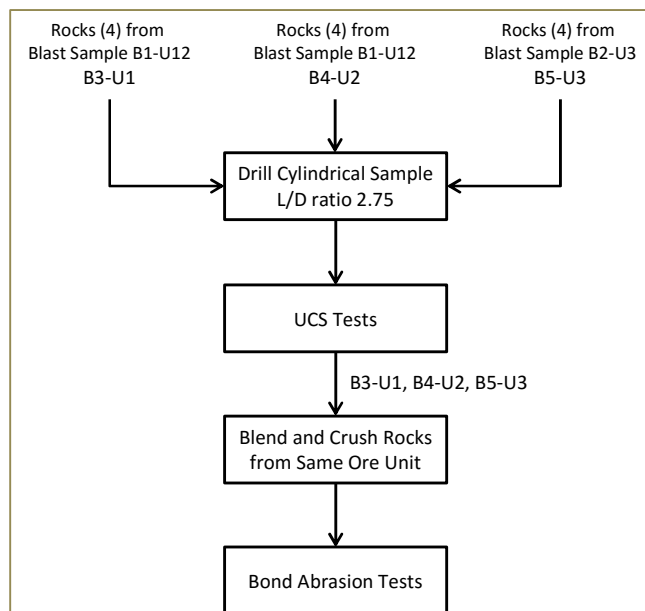 Rocks (4) from
Blast Sample B1-U12
B3-U1
Rocks (4) from
Blast Sample B1-U12
B4-U2
Rocks (4) from
Blast Sample B2-U3
B5-U3
Drill Cylindrical Sample
L/D ratio 2.75
UCS Tests
B3-U1, B4-U2, B5-U3
Blend and Crush Rocks
from Same Ore Unit
Bond Abrasion Tests